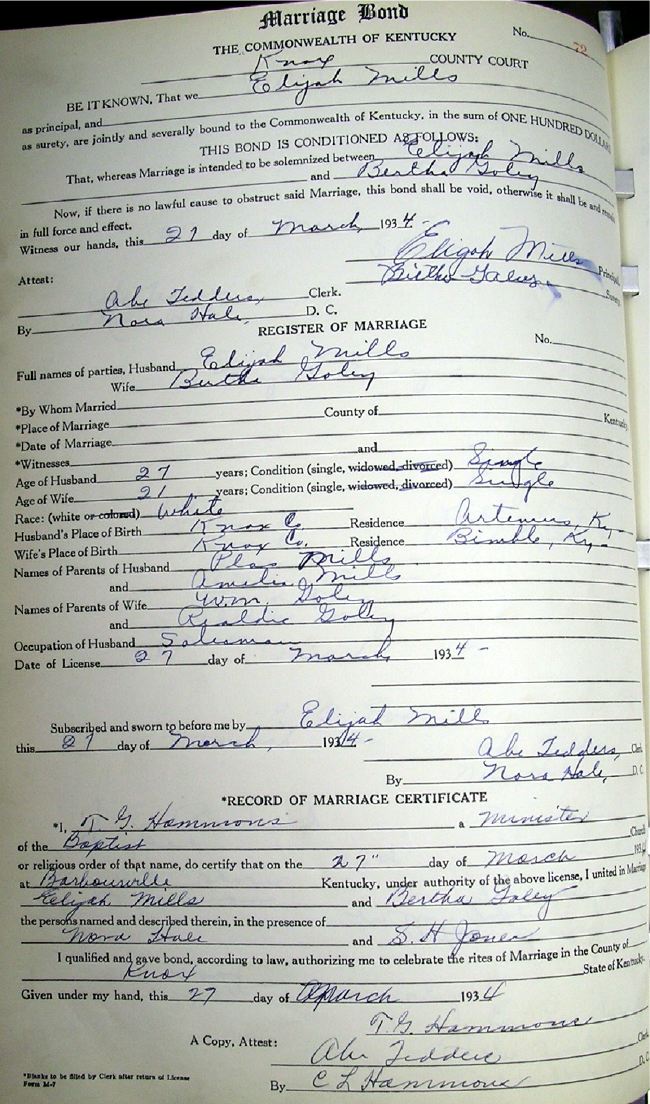 Marriage Bond
THE COMMONWEALTH OF KENTUCKY No. 72
Knox COUNTY COURT
BE IT KNOWN, That we Elijah Mills
as principal, and
as surety, are jointly and severally bound to the Commonwealth of Kentucky, in the sum of ONE HUNDRED DOLLARS
THIS BOND IS CONDITIONED AS FOLLOWS:
That, whereas Marriage is intended to be solemnized between Elijah Mills
and Bertha Goley
Now, if there is no lawful cause to obstruct said Marriage, this bond shall be void, otherwise it shall be and remain
in full force and effect.
Witness our hands, this 27 day of March, 1934-
Elijah Mills Principal
Attest: Bertha Goley Surety
Abe Tedders, Clerk.
By Nora Hale, D. C.
REGISTER OF MARRIAGE
No.
Full names of parties, Husband Elijah Mills
Wife Bertha Goley
*By Whom Married
*Place of Marriage County of Kentucky
*Date of Marriage
*Witnesses and
Age of Husband 27 years; Condition (single, widowed, divorced) Single
Age of Wife 21 years; Condition (single, widowed, divorced) Single
Race: (white or colored) White
Husband's Place of Birth Knox Co. Residence Artemus, Ky.
Wife's Place of Birth Knox Co. Residence Bimble, Ky-
Names of Parents of Husband Mills
and Amelia Mills
Names of Parents of Wife Wm. Goley
and Goley
Occupation of Husband Salesman
Date of License 27 day of March, 1934-
Subscribed and sworn to before me by Elijah Mills
this 27 day of March, 1934-
Abe Tedders, Clerk
By Nora Hale, D. C.
*RECORD OF MARRIAGE CERTIFICATE
*I, T. G. Hammons a Minister
of the Baptist Church
or religious order of that name, do certify that on the 27" day of March 1934
at Barbourville Kentucky, under authority of the above license, I united in Marriage
Elijah Mills and Bertha Goley
the persons named and described therein, in the presence of
Nora Hale and S. H. Jones
I qualified and gave bond, according to law, authorizing me to celebrate the rites of Marriage in the County of
Knox State of Kentucky.
Given under my hand, this 27 day of March 1934
T. G. Hammons
A Copy, Attest: Abe Tedders Clerk
By C L Hammons D. C.
*Blanks to be filled by Clerk after return of License
Form M-7